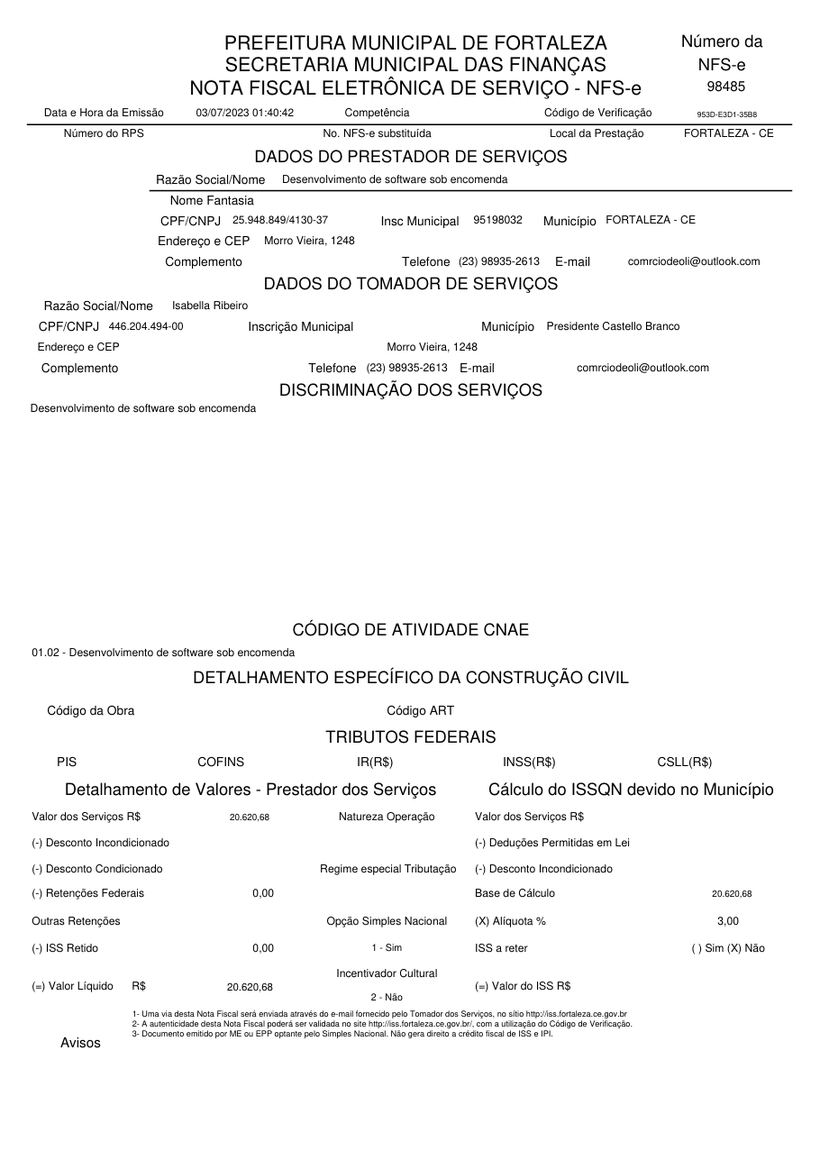 PREFEITURA MUNICIPAL DE FORTALEZA
SECRETARIA MUNICIPAL DAS FINANÇAS
NOTA FISCAL ELETRÔNICA DE SERVIÇO - NFS-e
Número da
NFS-e
98485
Data e Hora da Emissão 03/07/2023 01:40:42 Competência Código de Verificação 953D-E3D1-35B8
Número do RPS No. NFS-e substituída Local da Prestação FORTALEZA - CE
DADOS DO PRESTADOR DE SERVIÇOS
Razão Social/Nome Desenvolvimento de software sob encomenda
Nome Fantasia
CPF/CNPJ 25.948.849/4130-37 Insc Municipal 95198032 Município FORTALEZA - CE
Endereço e CEP Morro Vieira, 1248
Complemento Telefone (23) 98935-2613 E-mail comrciodeoli@outlook.com
DADOS DO TOMADOR DE SERVIÇOS
Razão Social/Nome Isabella Ribeiro
CPF/CNPJ 446.204.494-00 Inscrição Municipal Município Presidente Castello Branco
Endereço e CEP Morro Vieira, 1248
Complemento Telefone (23) 98935-2613 E-mail comrciodeoli@outlook.com
DISCRIMINAÇÃO DOS SERVIÇOS
Desenvolvimento de software sob encomenda
CÓDIGO DE ATIVIDADE CNAE
01.02 - Desenvolvimento de software sob encomenda
DETALHAMENTO ESPECÍFICO DA CONSTRUÇÃO CIVIL
Código da Obra Código ART
TRIBUTOS FEDERAIS
PIS COFINS IR(R$) INSS(R$) CSLL(R$)
Detalhamento de Valores - Prestador dos Serviços Cálculo do ISSQN devido no Município
Valor dos Serviços R$ 20.620,68 Natureza Operação Valor dos Serviços R$
(-) Desconto Incondicionado (-) Deduções Permitidas em Lei
(-) Desconto Condicionado Regime especial Tributação (-) Desconto Incondicionado
(-) Retenções Federais 0,00 Base de Cálculo 20.620,68
Outras Retenções Opção Simples Nacional (X) Alíquota % 3,00
(-) ISS Retido 0,00 1 - Sim ISS a reter ( ) Sim (X) Não
Incentivador Cultural
(=) Valor Líquido R$ 20.620,68 (=) Valor do ISS R$
2 - Não
1- Uma via desta Nota Fiscal será enviada através do e-mail fornecido pelo Tomador dos Serviços, no sítio http://iss.fortaleza.ce.gov.br
2- A autenticidade desta Nota Fiscal poderá ser validada no site http://iss.fortaleza.ce.gov.br/, com a utilização do Código de Verificação.
3- Documento emitido por ME ou EPP optante pelo Simples Nacional. Não gera direito a crédito fiscal de ISS e IPI.
Avisos